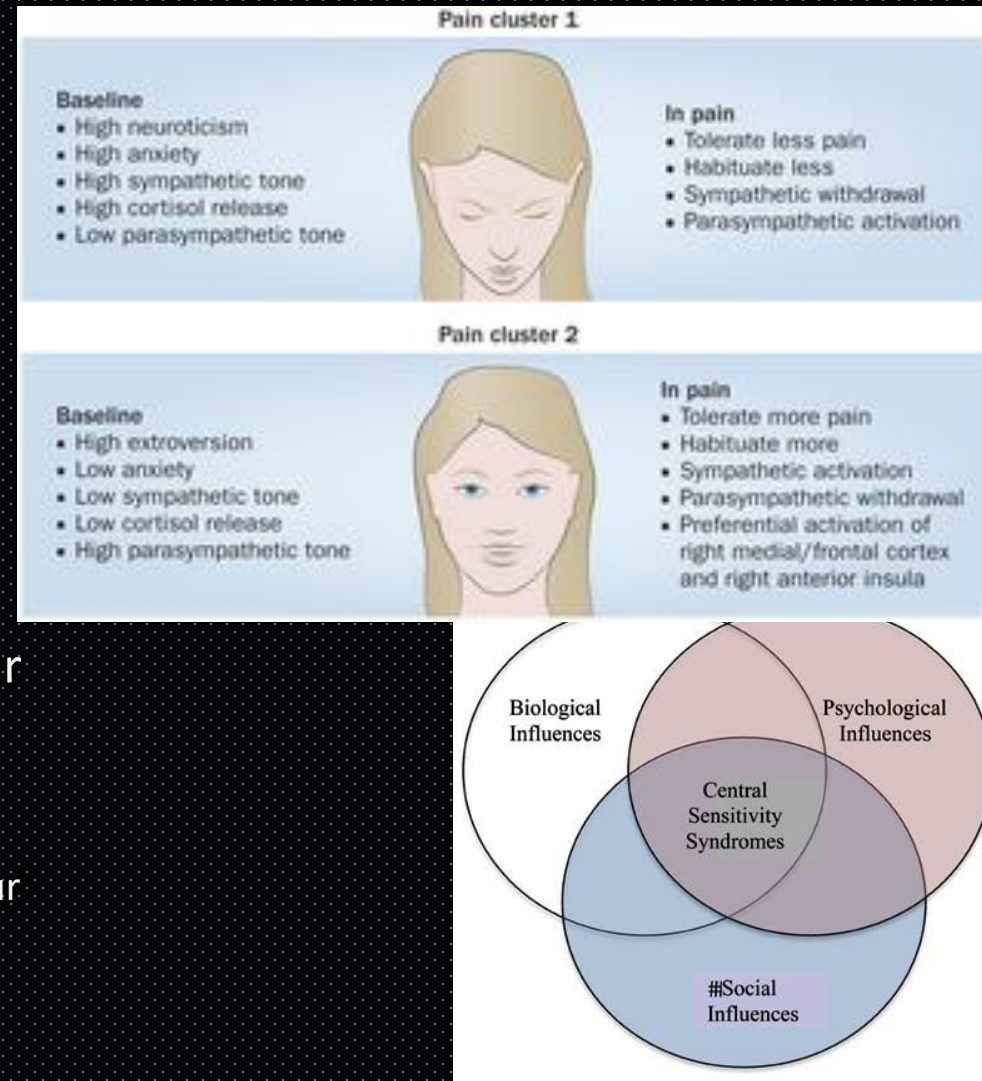 Pain cluster 1
Baseline
• High neuroticism
• High anxiety
• High sympathetic tone
• High cortisol release
• Low parasympathetic tone
In pain
• Tolerate less pain
• Habituate less
• Sympathetic withdrawal
• Parasympathetic activation
Pain cluster 2
Baseline
• High extroversion
• Low anxiety
• Low sympathetic tone
• Low cortisol release
• High parasympathetic tone
In pain
• Tolerate more pain
• Habituate more
• Sympathetic activation
• Parasympathetic withdrawal
• Preferential activation of
right medial/frontal cortex
and right anterior insula
r
Biological
Influences
Psychological
Influences
Central
Sensitivity
Syndromes
#Social
Influences